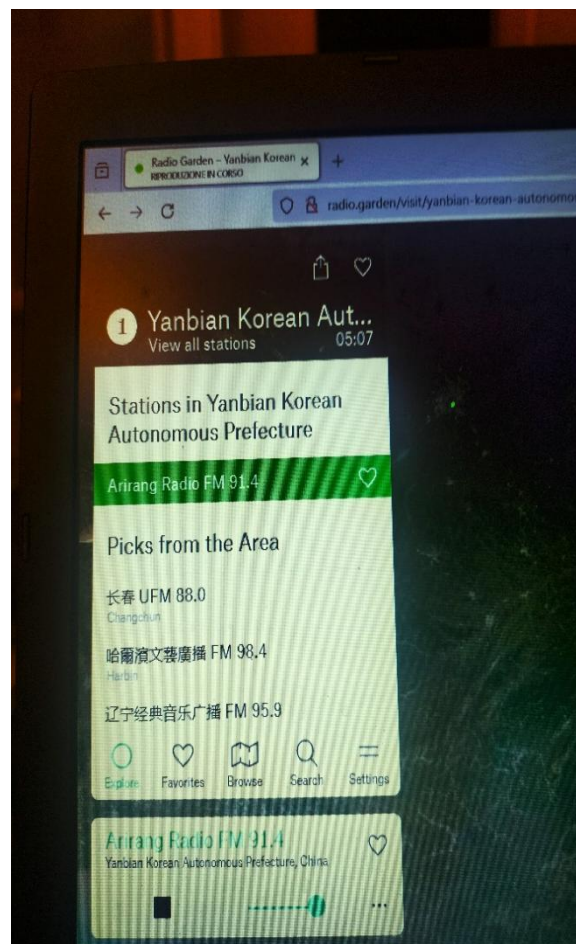 Radio Garden – Yanbian Korean
RIPRODUZIONE IN CORSO
radio.garden/visit/yanbian-korean-autonomo
1 Yanbian Korean Aut...
View all stations 05:07
Stations in Yanbian Korean
Autonomous Prefecture
Arirang Radio FM 91.4
Picks from the Area
长春 UFM 88.0
Changchun
哈爾濱文藝廣播 FM 98.4
Harbin
辽宁经典音乐广播 FM 95.9
Explore Favorites Browse Search Settings
Arirang Radio FM 91.4
Yanbian Korean Autonomous Prefecture, China